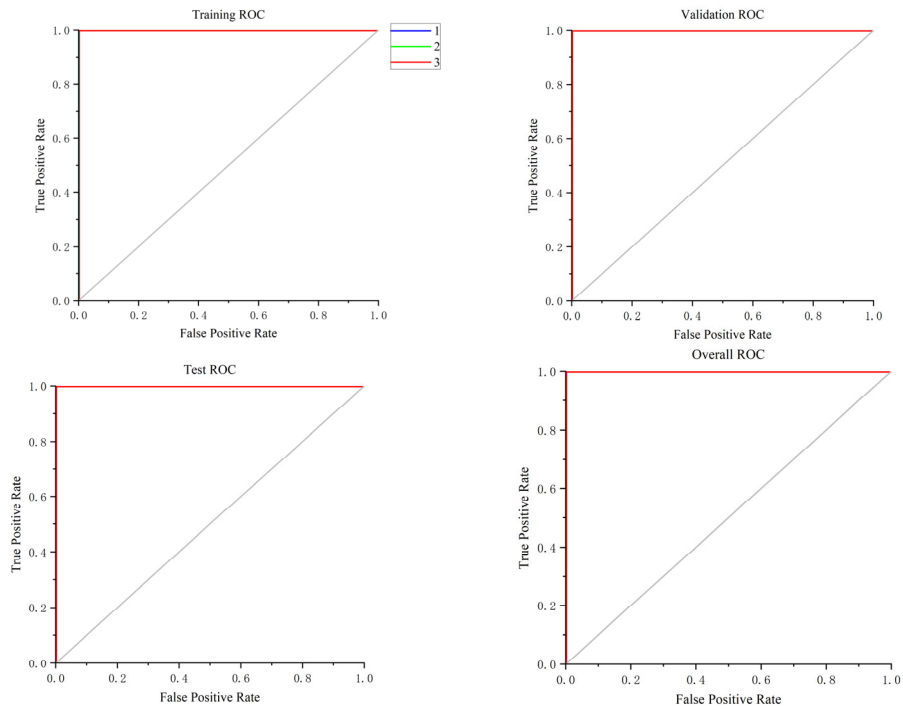 Training ROC
1
2
3
1.0
0.8
0.6
0.4
0.2
0.0
True Positive Rate
0.0 0.2 0.4 0.6 0.8 1.0
False Positive Rate
Validation ROC
1.0
0.8
0.6
0.4
0.2
0.0
True Positive Rate
0.0 0.2 0.4 0.6 0.8 1.0
False Positive Rate
Test ROC
1.0
0.8
0.6
0.4
0.2
0.0
True Positive Rate
0.0 0.2 0.4 0.6 0.8 1.0
False Positive Rate
Overall ROC
1.0
0.8
0.6
0.4
0.2
0.0
True Positive Rate
0.0 0.2 0.4 0.6 0.8 1.0
False Positive Rate